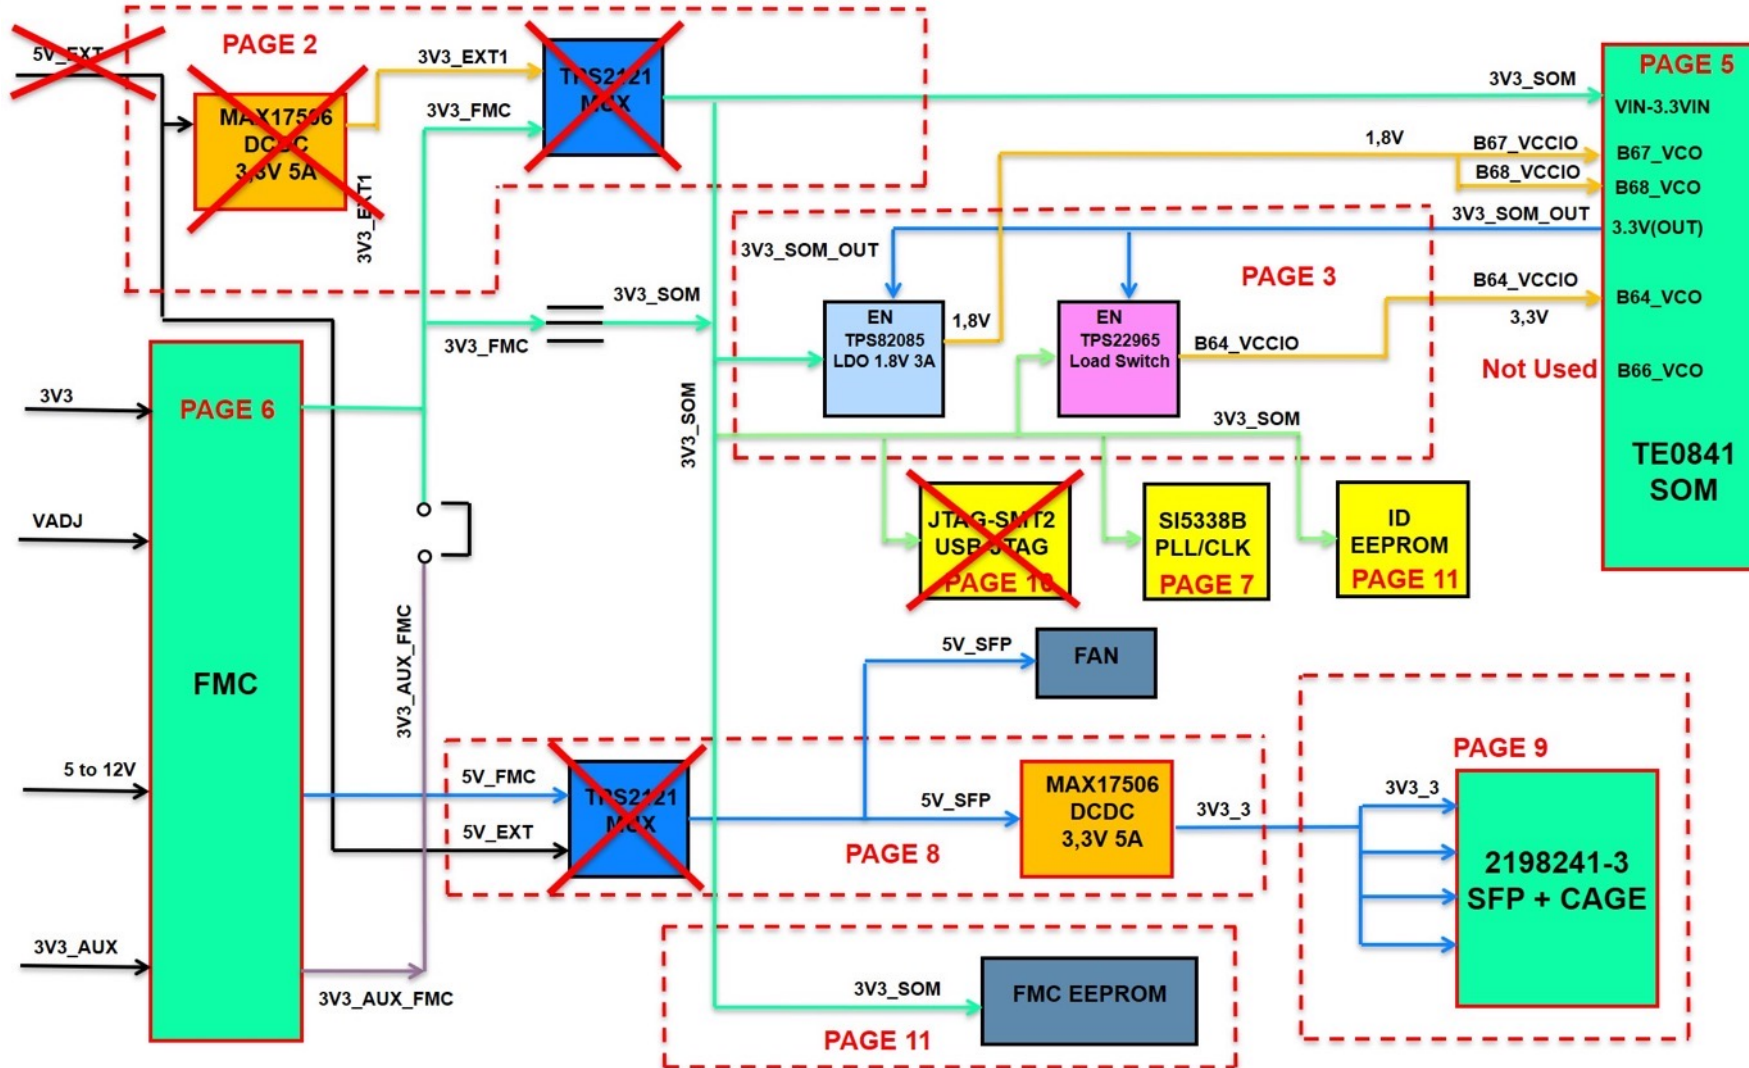 5V_EXT
PAGE 2
3V3_EXT1
TPS2121
MUX
3V3_FMC
MAX17506
DCDC
3,3V 5A
3V3_EXT1
3V3_SOM
PAGE 5
VIN-3.3VIN
1,8V
B67_VCCIO
B67_VCO
B68_VCCIO
B68_VCO
3V3_SOM_OUT
3.3V(OUT)
3V3_SOM_OUT
PAGE 3
3V3_SOM
3V3_FMC
EN
TPS82085
LDO 1.8V 3A
1,8V
EN
TPS22965
Load Switch
B64_VCCIO
B64_VCCIO
3,3V
B64_VCO
Not Used
B66_VCO
TE0841
SOM
3V3
VADJ
5 to 12V
3V3_AUX
PAGE 6
FMC
3V3_AUX_FMC
3V3_AUX_FMC
3V3_SOM
3V3_SOM
JTAG-SMT2
USB JTAG
PAGE 10
SI5338B
PLL/CLK
PAGE 7
ID
EEPROM
PAGE 11
5V_SFP
FAN
5V_FMC
5V_EXT
TPS2121
MUX
5V_SFP
PAGE 8
MAX17506
DCDC
3,3V 5A
3V3_3
PAGE 9
3V3_3
2198241-3
SFP + CAGE
3V3_SOM
FMC EEPROM
PAGE 11